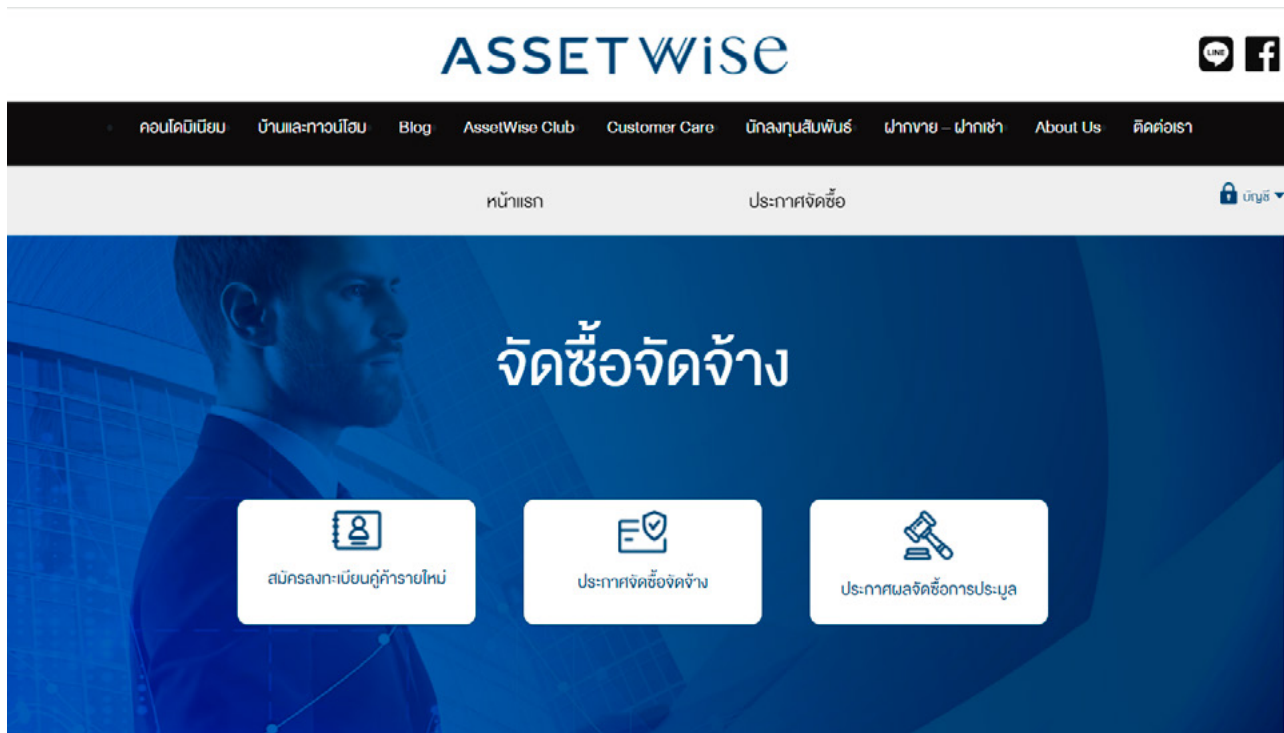 ASSETWiSe
LINE
คอนโดมิเนียม บ้านและทาวน์โฮม Blog AssetWise Club Customer Care นักลงทุนสัมพันธ์ ฝากขาย – ฝากเช่า About Us ติดต่อเรา
หน้าแรก ประกาศจัดซื้อ บัญชี
จัดซื้อจัดจ้าง
สมัครลงทะเบียนคู่ค้ารายใหม่ ประกาศจัดซื้อจัดจ้าง ประกาศผลจัดซื้อการประมูล